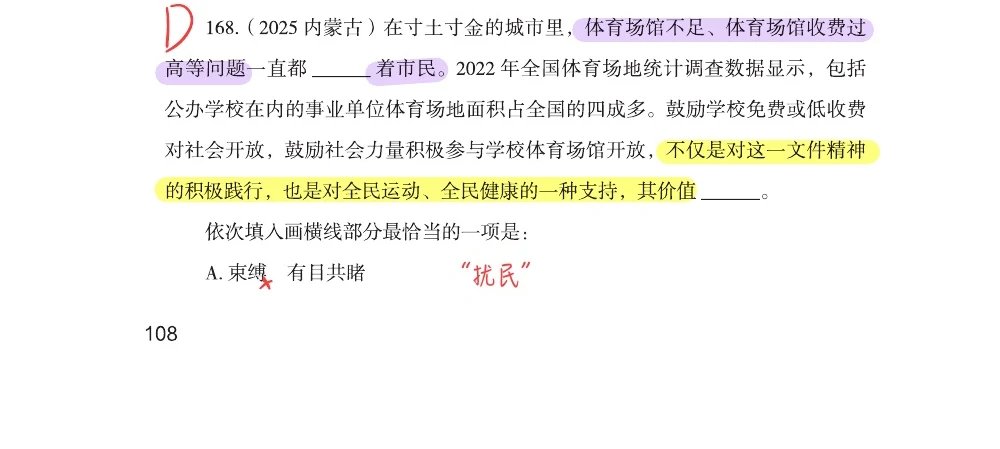 D 168.（2025 内蒙古）在寸土寸金的城市里，体育场馆不足、体育场馆收费过
高等问题一直都 ______ 着市民。2022 年全国体育场地统计调查数据显示，包括
公办学校在内的事业单位体育场地面积占全国的四成多。鼓励学校免费或低收费
对社会开放，鼓励社会力量积极参与学校体育场馆开放，不仅是对这一文件精神
的积极践行，也是对全民运动、全民健康的一种支持，其价值 ______。
依次填入画横线部分最恰当的一项是：
A. 束缚 有目共睹 “扰民”
108